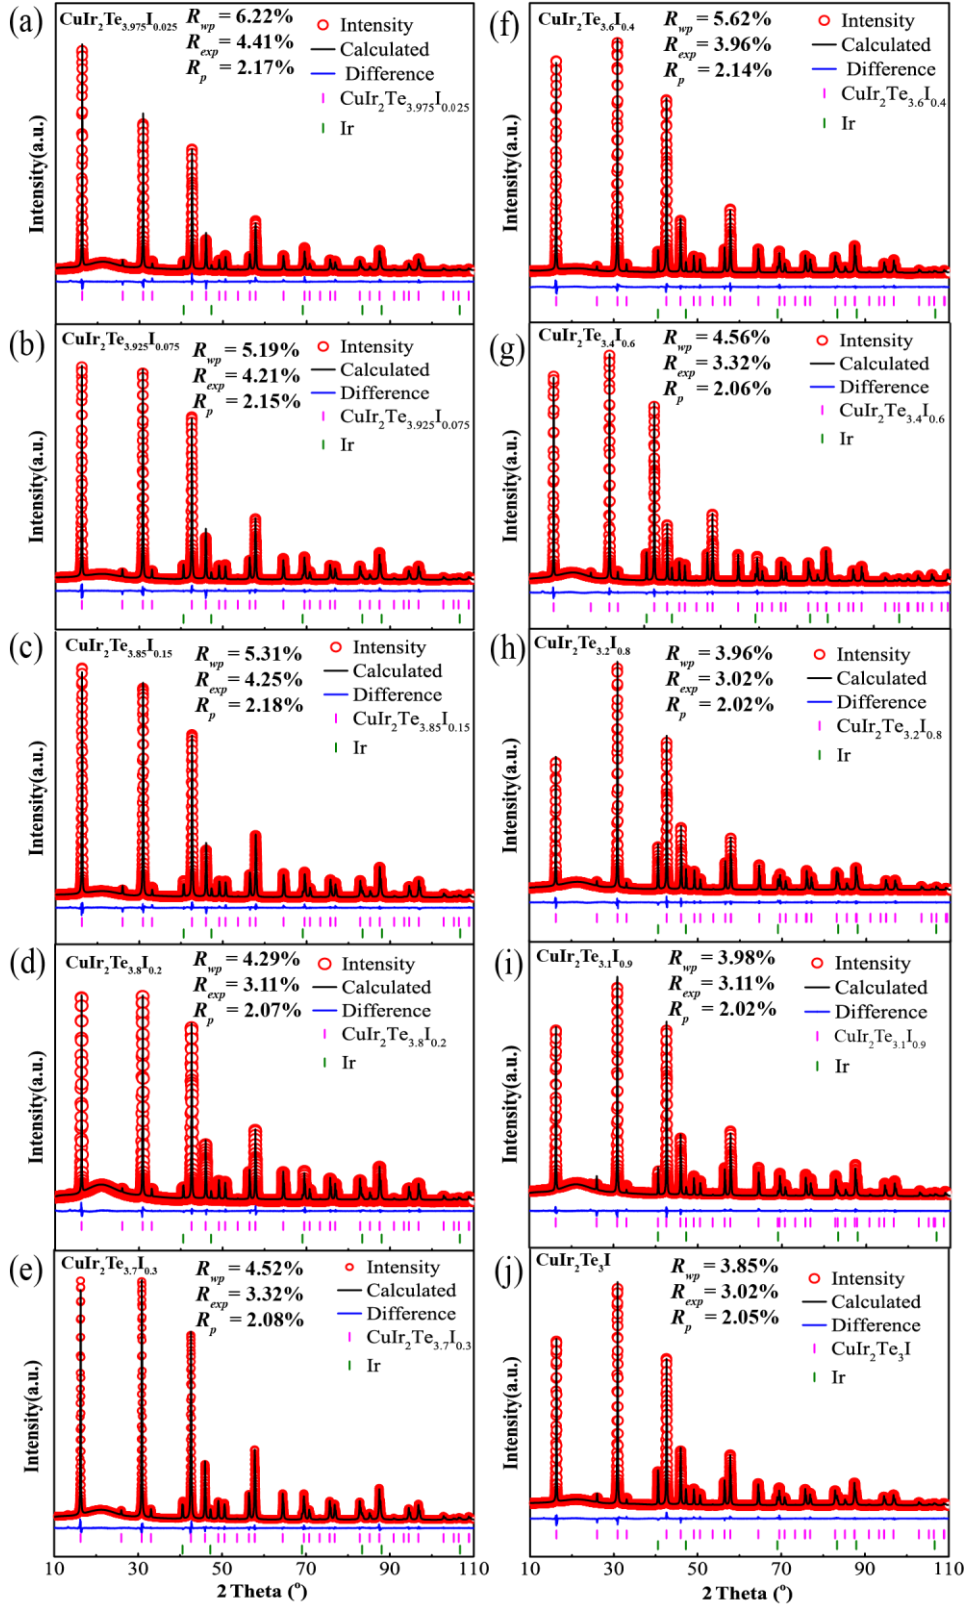 (a) CuIr2Te3.975I0.025
Rwp = 6.22%
Rexp = 4.41%
Rp = 2.17%
Intensity
Calculated
Difference
CuIr2Te3.975I0.025
Ir
Intensity(a.u.)
(b) CuIr2Te3.925I0.075
Rwp = 5.19%
Rexp = 4.21%
Rp = 2.15%
Intensity
Calculated
Difference
CuIr2Te3.925I0.075
Ir
Intensity(a.u.)
(c) CuIr2Te3.85I0.15
Rwp = 5.31%
Rexp = 4.25%
Rp = 2.18%
Intensity
Calculated
Difference
CuIr2Te3.85I0.15
Ir
Intensity(a.u.)
(d) CuIr2Te3.8I0.2
Rwp = 4.29%
Rexp = 3.11%
Rp = 2.07%
Intensity
Calculated
Difference
CuIr2Te3.8I0.2
Ir
Intensity(a.u.)
(e) CuIr2Te3.7I0.3
Rwp = 4.52%
Rexp = 3.32%
Rp = 2.08%
Intensity
Calculated
Difference
CuIr2Te3.7I0.3
Ir
Intensity(a.u.)
10 30 50 70 90 110
2 Theta (°)
(f) CuIr2Te3.6I0.4
Rwp = 5.62%
Rexp = 3.96%
Rp = 2.14%
Intensity
Calculated
Difference
CuIr2Te3.6I0.4
Ir
Intensity(a.u.)
(g) CuIr2Te3.4I0.6
Rwp = 4.56%
Rexp = 3.32%
Rp = 2.06%
Intensity
Calculated
Difference
CuIr2Te3.4I0.6
Ir
Intensity(a.u.)
(h) CuIr2Te3.2I0.8
Rwp = 3.96%
Rexp = 3.02%
Rp = 2.02%
Intensity
Calculated
Difference
CuIr2Te3.2I0.8
Ir
Intensity(a.u.)
(i) CuIr2Te3.1I0.9
Rwp = 3.98%
Rexp = 3.11%
Rp = 2.02%
Intensity
Calculated
Difference
CuIr2Te3.1I0.9
Ir
Intensity(a.u.)
(j) CuIr2Te3I
Rwp = 3.85%
Rexp = 3.02%
Rp = 2.05%
Intensity
Calculated
Difference
CuIr2Te3I
Ir
Intensity(a.u.)
10 30 50 70 90 110
2 Theta (°)